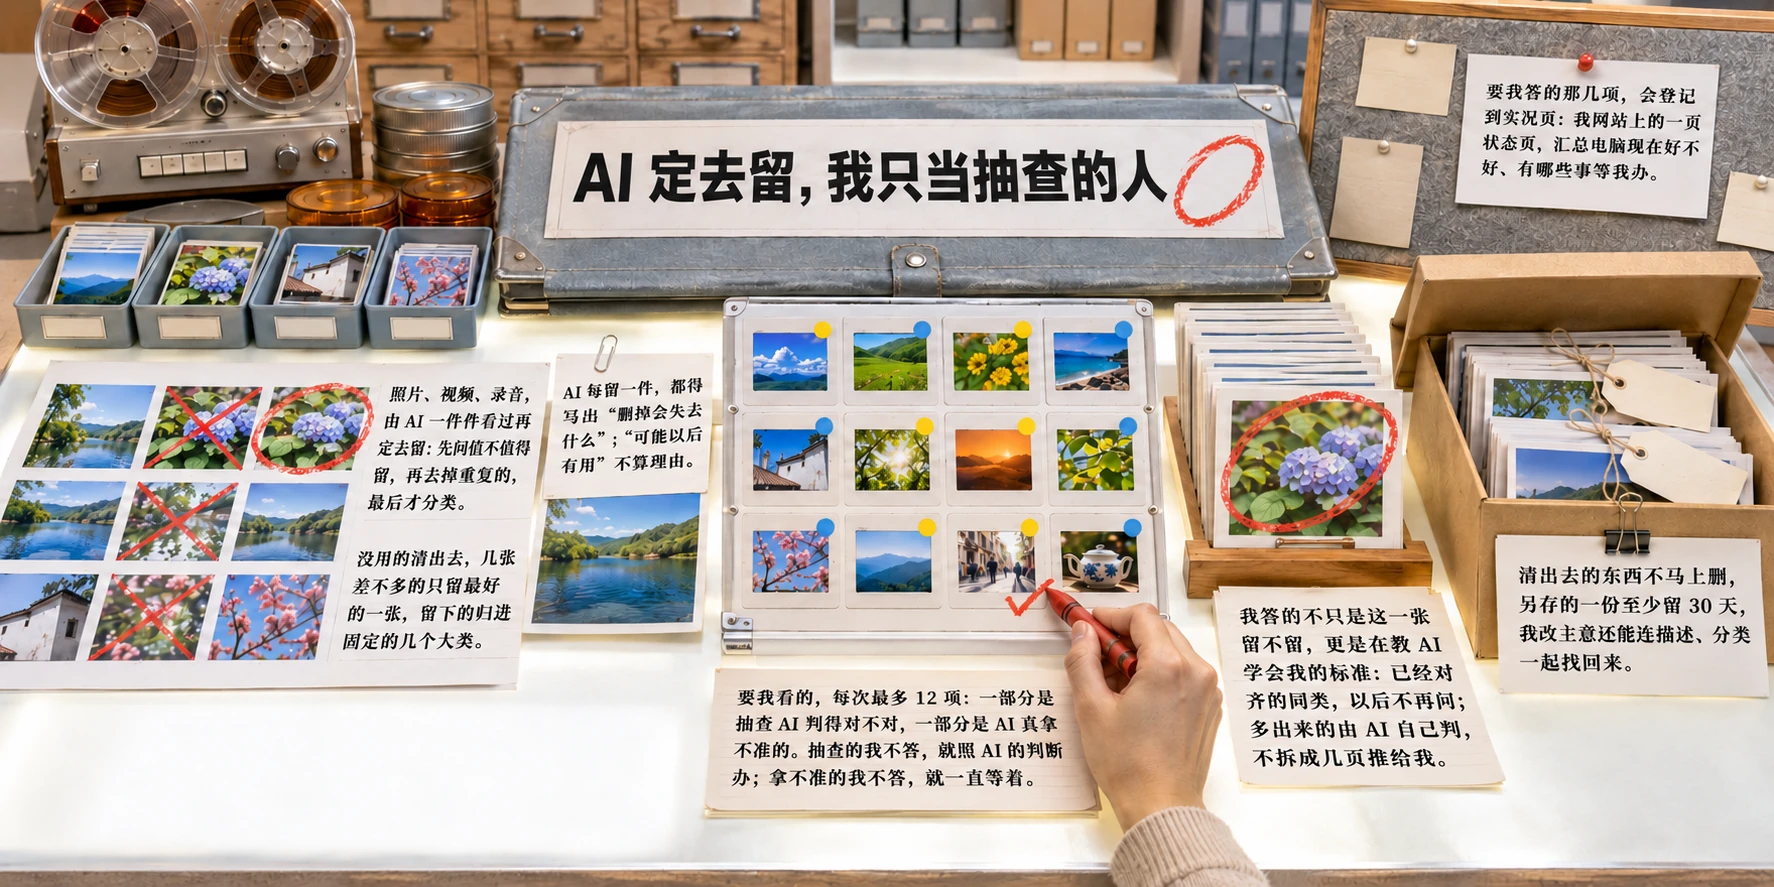 AI 定去留，我只当抽查的人
要我答的那几项，会登记
到实况页：我网站上的一页
状态页，汇总电脑现在好不
好、有哪些事等我办。
照片、视频、录音，
由 AI 一件件看过再
定去留：先问值不值得
留，再去掉重复的，
最后才分类。
没用的清出去，几张
差不多的只留最好
的一张，留下的归进
固定的几个大类。
AI 每留一件，都得
写出“删掉会失去
什么”；“可能以后
有用”不算理由。
要我看的，每次最多 12 项：一部分是
抽查 AI 判得对不对，一部分是 AI 真拿
不准的。抽查的我不答，就照 AI 的判断
办；拿不准的我不答，就一直等着。
我答的不只是这一张
留不留，更是在教 AI
学会我的标准：已经对
齐的同类，以后不再问；
多出来的由 AI 自己判，
不拆成几页推给我。
清出去的东西不马上删，
另存的一份至少留 30 天，
我改主意还能连描述、分类
一起找回来。